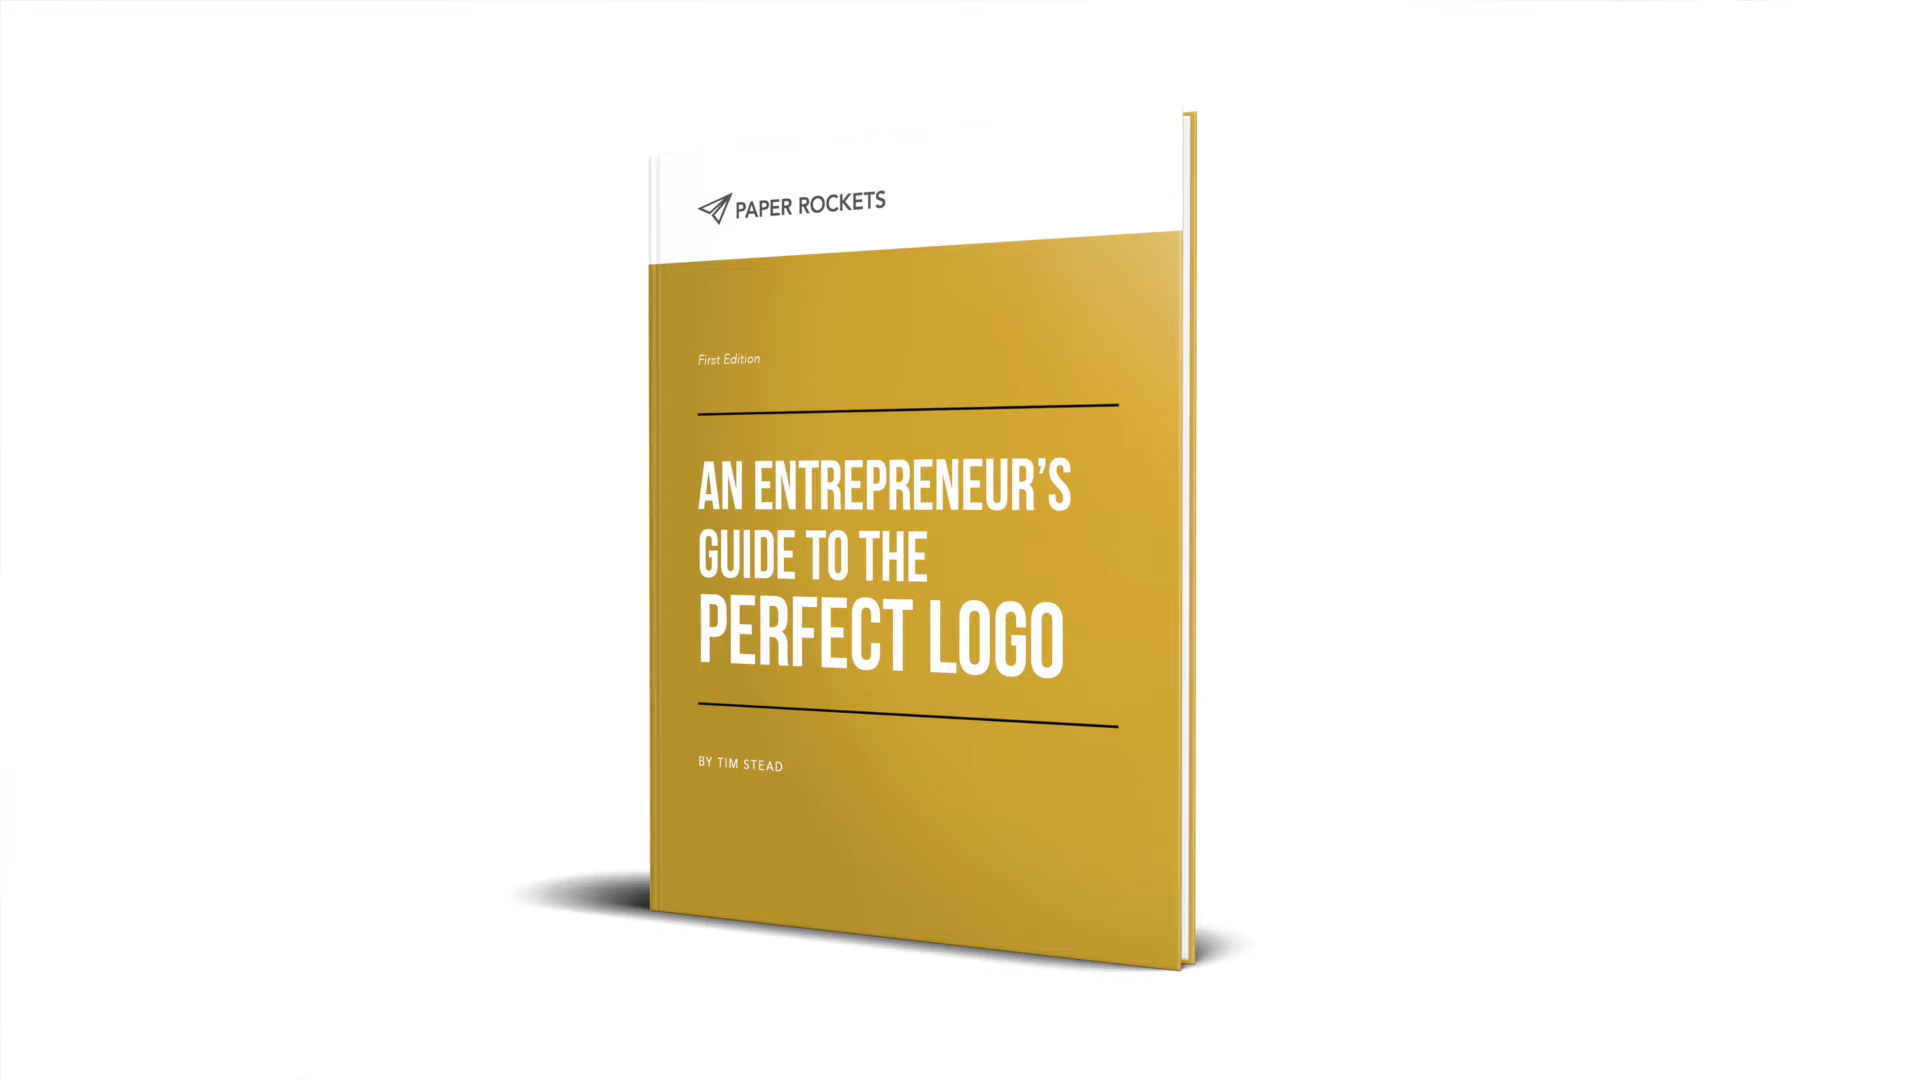 PAPER ROCKETS
First Edition
AN ENTREPRENEUR’S
GUIDE TO THE
PERFECT LOGO
BY TIM STEAD